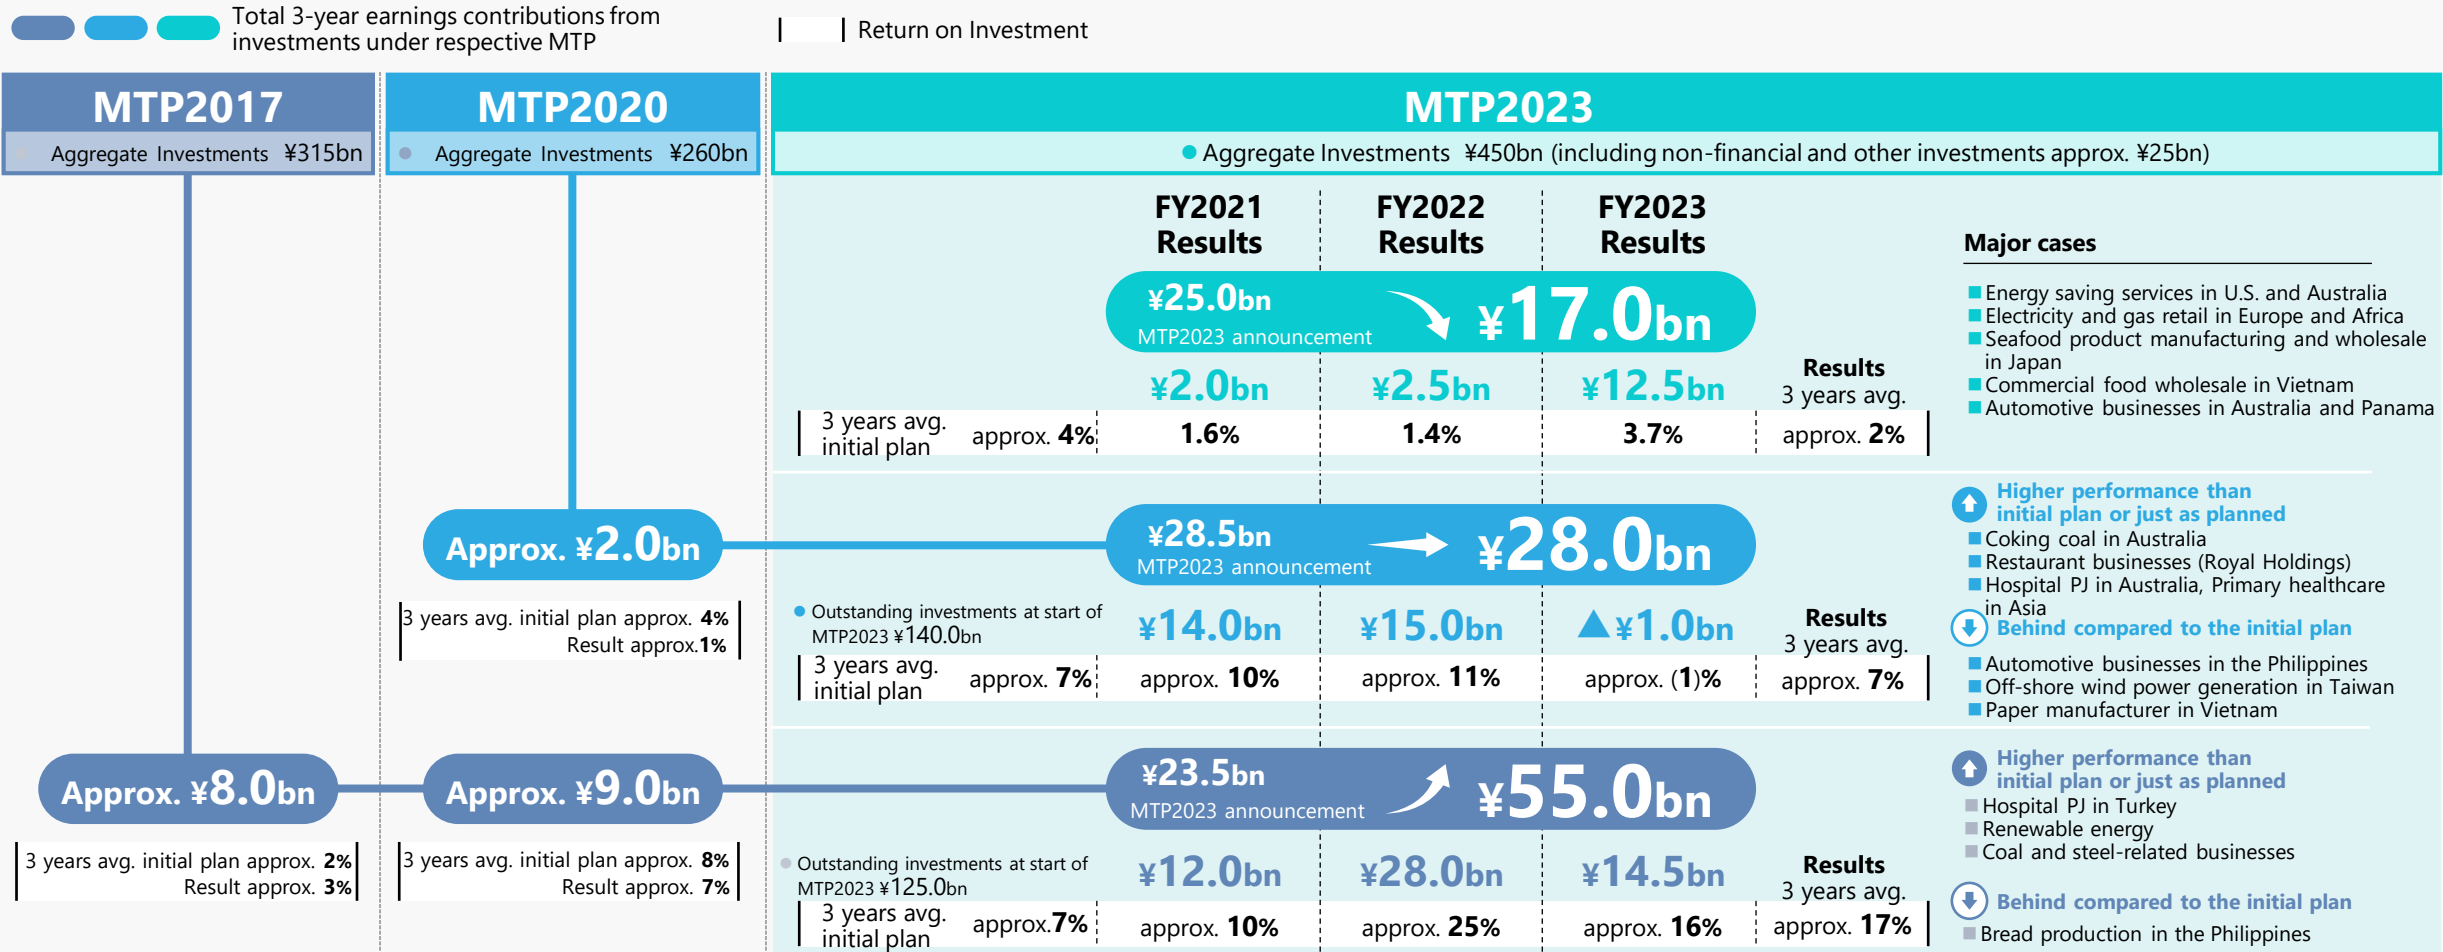 Total 3-year earnings contributions from
investments under respective MTP
Return on Investment
MTP2017
Aggregate Investments ¥315bn
MTP2020
Aggregate Investments ¥260bn
MTP2023
Aggregate Investments ¥450bn (including non-financial and other investments approx. ¥25bn)
FY2021
Results
FY2022
Results
FY2023
Results
Major cases
¥25.0bn
MTP2023 announcement
¥17.0bn
¥2.0bn
¥2.5bn
¥12.5bn
Results
3 years avg.
3 years avg.
initial plan
approx. 4%
1.6%
1.4%
3.7%
approx. 2%
Energy saving services in U.S. and Australia
Electricity and gas retail in Europe and Africa
Seafood product manufacturing and wholesale
in Japan
Commercial food wholesale in Vietnam
Automotive businesses in Australia and Panama
Approx. ¥2.0bn
3 years avg. initial plan approx. 4%
Result approx.1%
¥28.5bn
MTP2023 announcement
¥28.0bn
Outstanding investments at start of
MTP2023 ¥140.0bn
¥14.0bn
¥15.0bn
▲¥1.0bn
Results
3 years avg.
3 years avg.
initial plan
approx. 7%
approx. 10%
approx. 11%
approx. (1)%
approx. 7%
Higher performance than
initial plan or just as planned
Coking coal in Australia
Restaurant businesses (Royal Holdings)
Hospital PJ in Australia, Primary healthcare
in Asia
Behind compared to the initial plan
Automotive businesses in the Philippines
Off-shore wind power generation in Taiwan
Paper manufacturer in Vietnam
Approx. ¥8.0bn
3 years avg. initial plan approx. 2%
Result approx. 3%
Approx. ¥9.0bn
3 years avg. initial plan approx. 8%
Result approx. 7%
¥23.5bn
MTP2023 announcement
¥55.0bn
Outstanding investments at start of
MTP2023 ¥125.0bn
¥12.0bn
¥28.0bn
¥14.5bn
Results
3 years avg.
3 years avg.
initial plan
approx.7%
approx. 10%
approx. 25%
approx. 16%
approx. 17%
Higher performance than
initial plan or just as planned
Hospital PJ in Turkey
Renewable energy
Coal and steel-related businesses
Behind compared to the initial plan
Bread production in the Philippines